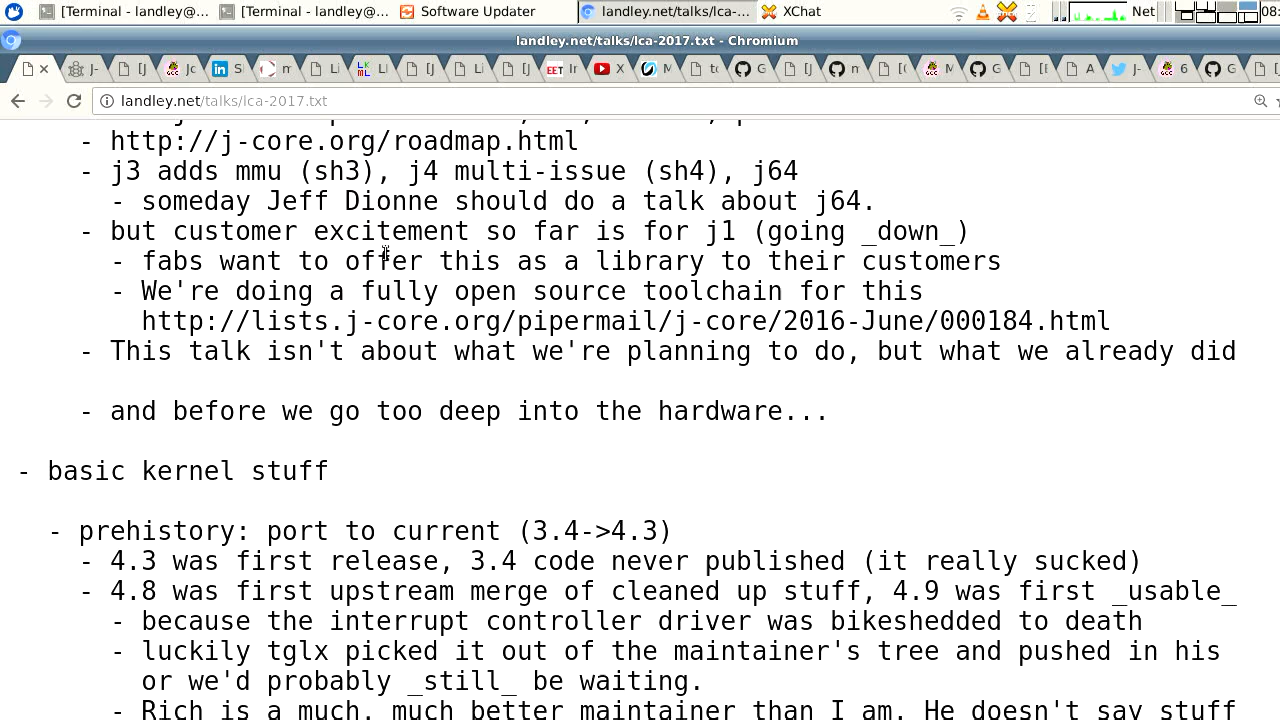 [Terminal - landley@...
[Terminal - landley@...
Software Updater
landley.net/talks/lca-...
XChat
Net
08:
landley.net/talks/lca-2017.txt - Chromium
landley.net/talks/lca-2017.txt
- http://j-core.org/roadmap.html
- j3 adds mmu (sh3), j4 multi-issue (sh4), j64
- someday Jeff Dionne should do a talk about j64.
- but customer excitement so far is for j1 (going _down_)
- fabs want to offer this as a library to their customers
- We're doing a fully open source toolchain for this
http://lists.j-core.org/pipermail/j-core/2016-June/000184.html
- This talk isn't about what we're planning to do, but what we already did
- and before we go too deep into the hardware...
- basic kernel stuff
- prehistory: port to current (3.4->4.3)
- 4.3 was first release, 3.4 code never published (it really sucked)
- 4.8 was first upstream merge of cleaned up stuff, 4.9 was first _usable_
- because the interrupt controller driver was bikeshedded to death
- luckily tglx picked it out of the maintainer's tree and pushed in his
or we'd probably _still_ be waiting.
- Rich is a much, much better maintainer than I am. He doesn't say stuff